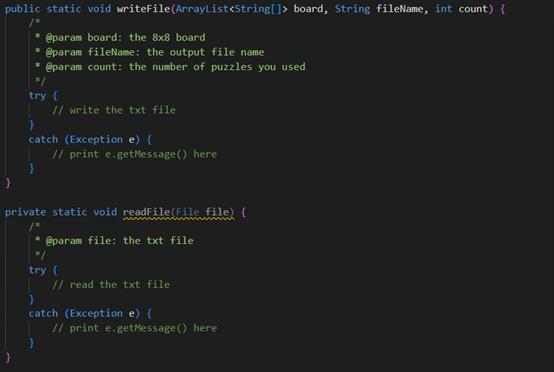 public static void writeFile(ArrayList<String[]> board, String fileName, int count) {
    /*
     * @param board: the 8x8 board
     * @param fileName: the output file name
     * @param count: the number of puzzles you used
     */
    try {
        // write the txt file
    }
    catch (Exception e) {
        // print e.getMessage() here
    }
}

private static void readFile(File file) {
    /*
     * @param file: the txt file
     */
    try {
        // read the txt file
    }
    catch (Exception e) {
        // print e.getMessage() here
    }
}